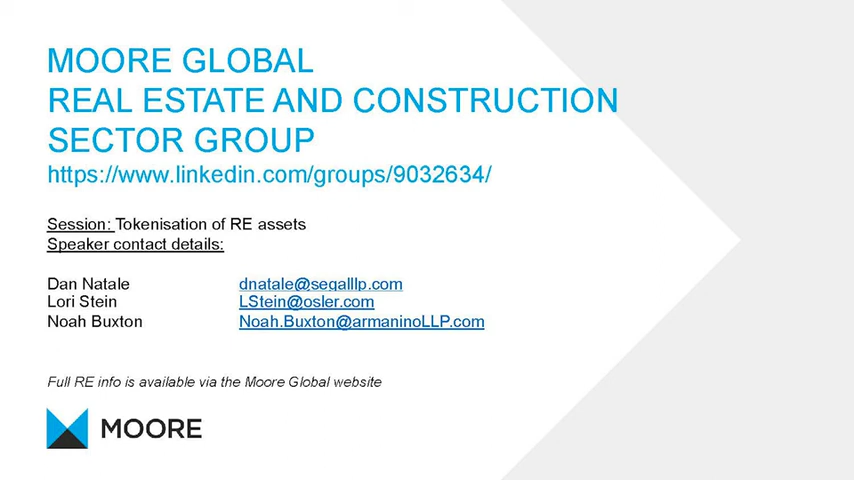 MOORE GLOBAL
REAL ESTATE AND CONSTRUCTION
SECTOR GROUP
https://www.linkedin.com/groups/9032634/
Session: Tokenisation of RE assets
Speaker contact details:
Dan Natale dnatale@segalllp.com
Lori Stein LStein@osler.com
Noah Buxton Noah.Buxton@armaninoLLP.com
Full RE info is available via the Moore Global website
MOORE